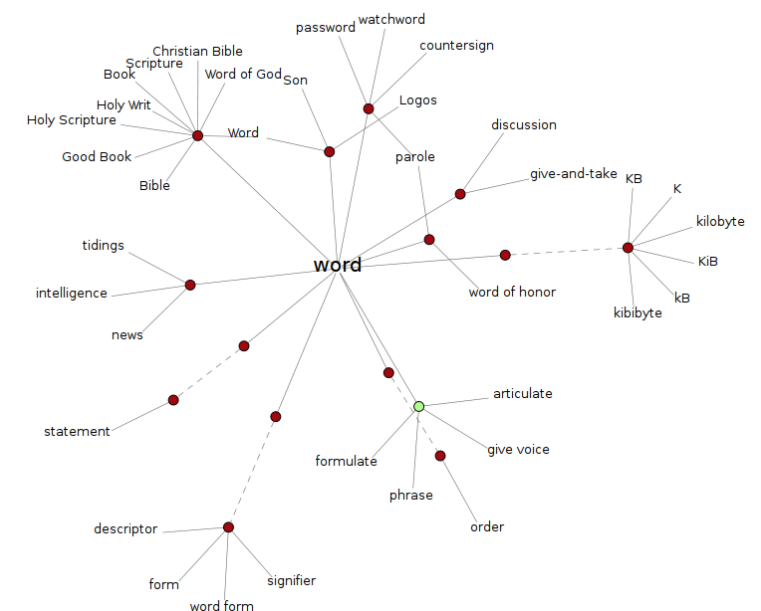 watchword
password
countersign
Christian Bible
Scripture
Book
Word of God
Son
Holy Writ
Logos
Holy Scripture
Word
discussion
Good Book
parole
give-and-take
KB
K
Bible
kilobyte
tidings
word
KiB
intelligence
word of honor
kB
kibibyte
news
articulate
statement
give voice
formulate
phrase
order
descriptor
form
signifier
word form